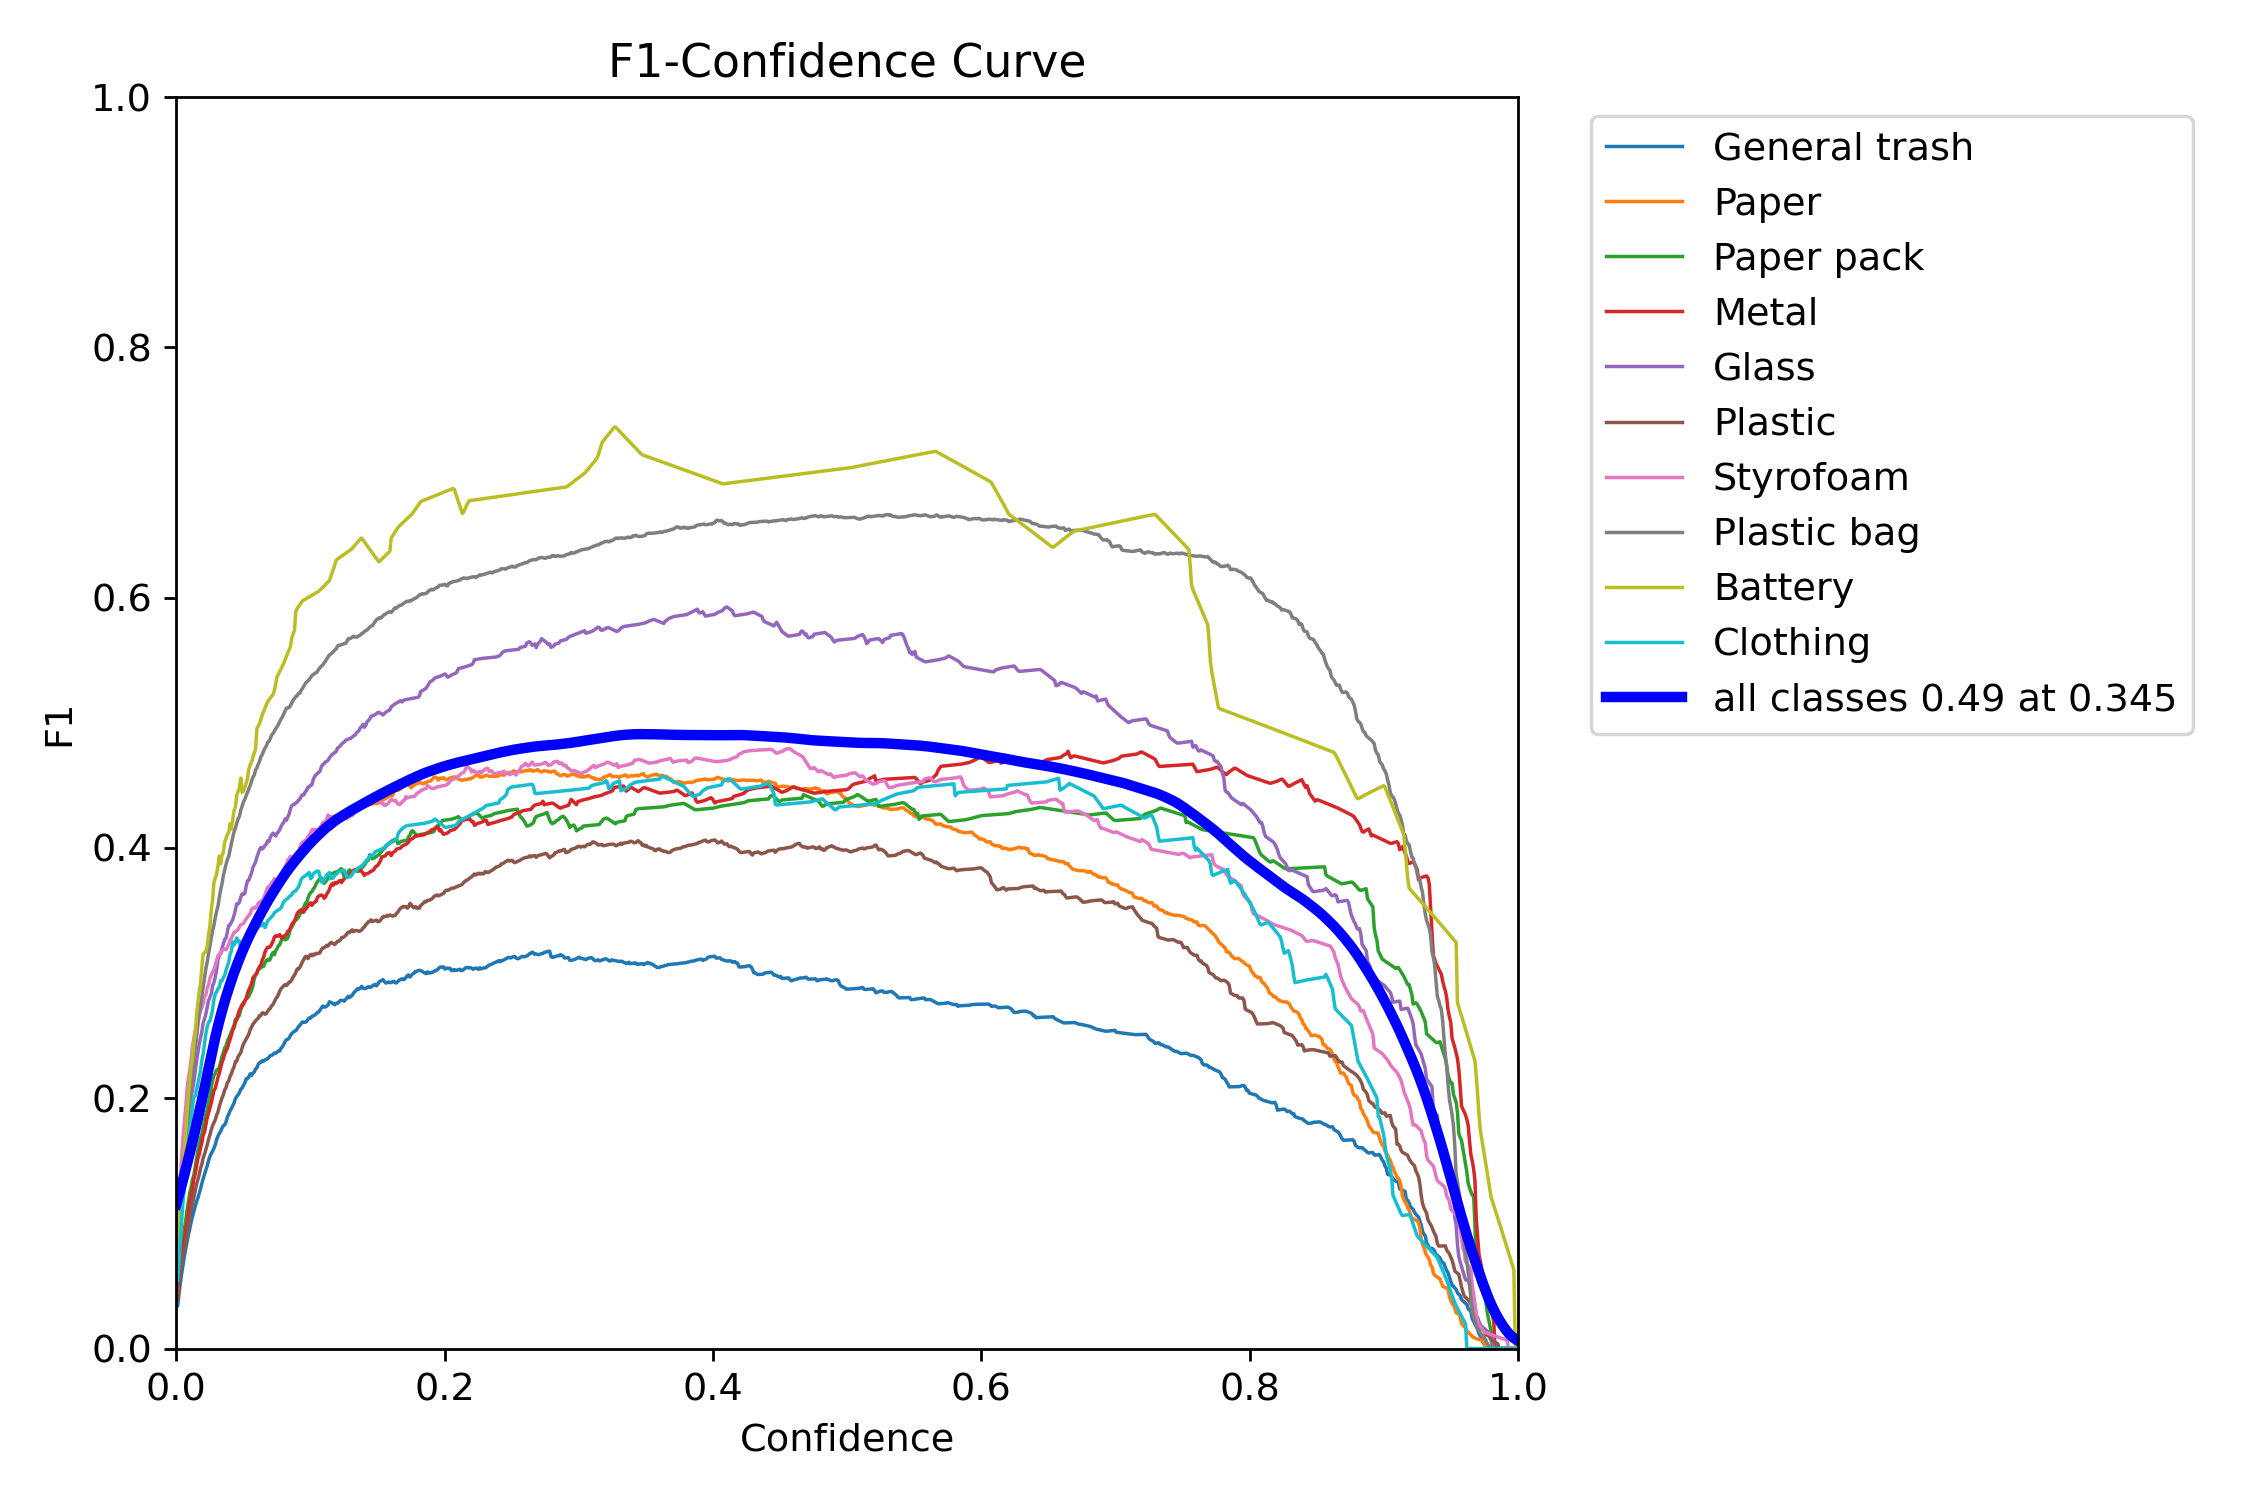 F1-Confidence Curve
1.0
0.8
0.6
0.4
0.2
0.0
F1
0.0 0.2 0.4 0.6 0.8 1.0
Confidence
General trash
Paper
Paper pack
Metal
Glass
Plastic
Styrofoam
Plastic bag
Battery
Clothing
all classes 0.49 at 0.345